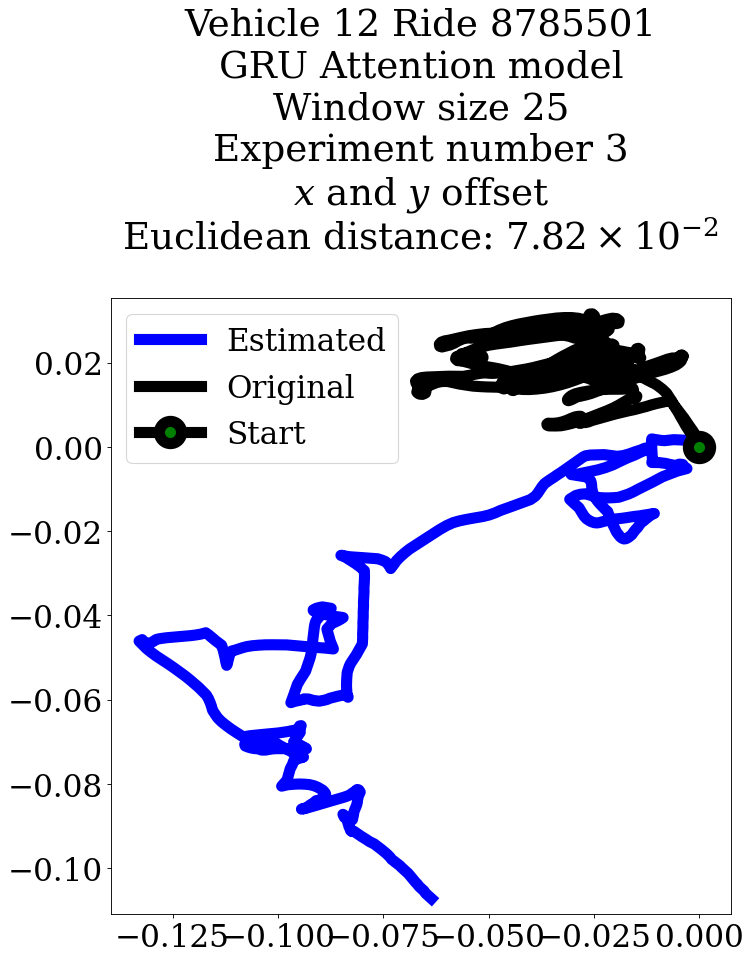 Vehicle 12 Ride 8785501
GRU Attention model
Window size 25
Experiment number 3
x and y offset
Euclidean distance: 7.82 × 10⁻²
Estimated
Original
Start
0.02
0.00
−0.02
−0.04
−0.06
−0.08
−0.10
−0.125 −0.100 −0.075 −0.050 −0.025 0.000